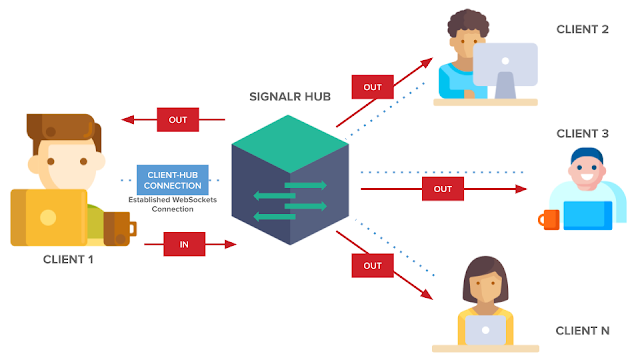 CLIENT 2
OUT
SIGNALR HUB
OUT
CLIENT 3
CLIENT-HUB
CONNECTION
OUT
Established WebSockets
Connection
IN
CLIENT 1
OUT
CLIENT N